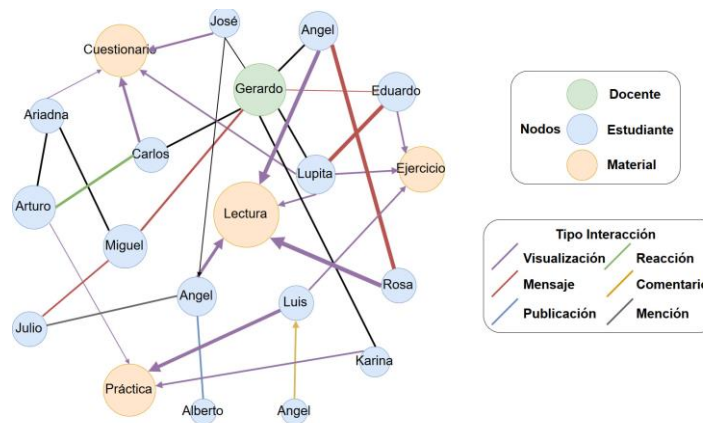 José
Angel
Cuestionario
Gerardo
Eduardo
Ariadna
Carlos
Lupita
Ejercicio
Arturo
Lectura
Miguel
Angel
Luis
Rosa
Julio
Karina
Práctica
Alberto
Angel
Docente
Nodos
Estudiante
Material
Tipo Interacción
Visualización
Reacción
Mensaje
Comentario
Publicación
Mención